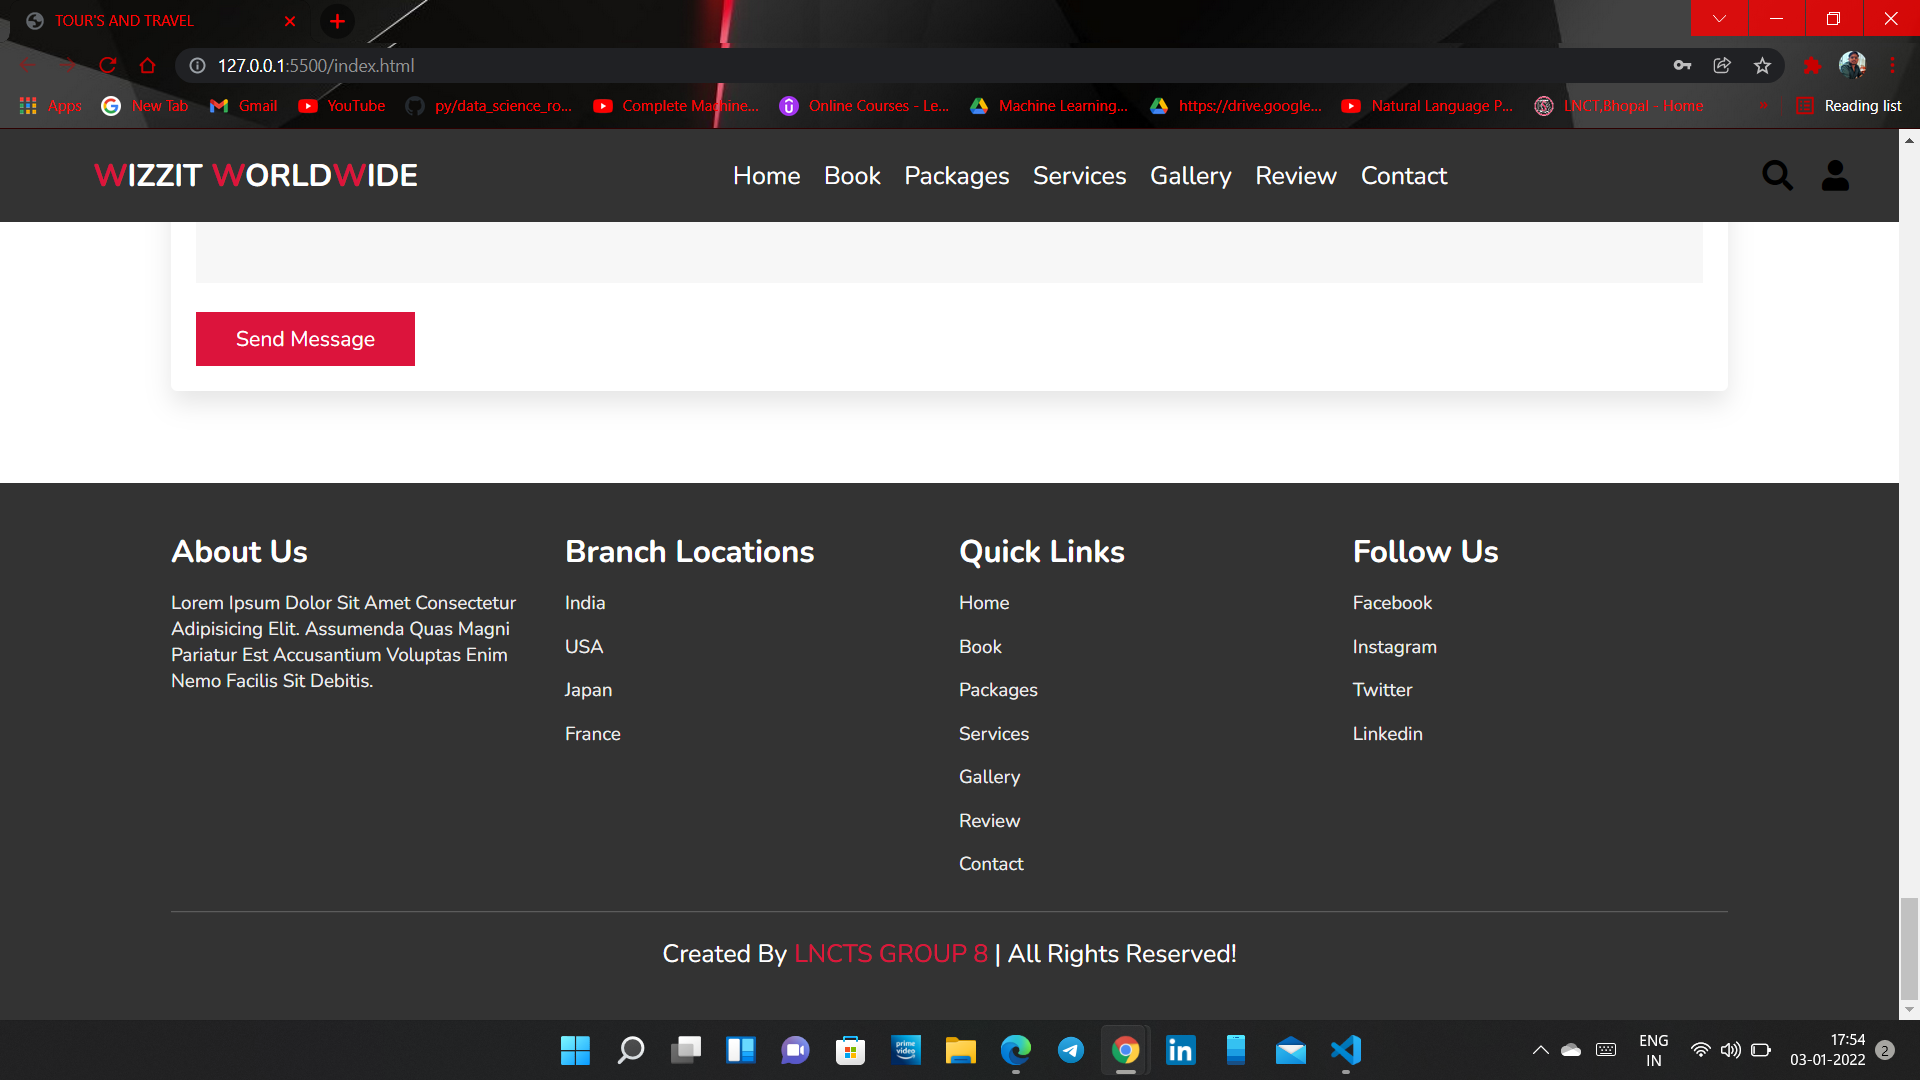 TOUR'S AND TRAVEL
127.0.0.1:5500/index.html
Apps New Tab Gmail YouTube py/data_science_ro... Complete Machine... Online Courses - Le... Machine Learning... https://drive.google... Natural Language P... LNCT,Bhopal - Home » Reading list
WIZZIT WORLDWIDE Home Book Packages Services Gallery Review Contact
Send Message
About Us
Lorem Ipsum Dolor Sit Amet Consectetur
Adipisicing Elit. Assumenda Quas Magni
Pariatur Est Accusantium Voluptas Enim
Nemo Facilis Sit Debitis.
Branch Locations
India
USA
Japan
France
Quick Links
Home
Book
Packages
Services
Gallery
Review
Contact
Follow Us
Facebook
Instagram
Twitter
Linkedin
Created By LNCTS GROUP 8 | All Rights Reserved!
prime
video
ENG
IN
17:54
03-01-2022
2